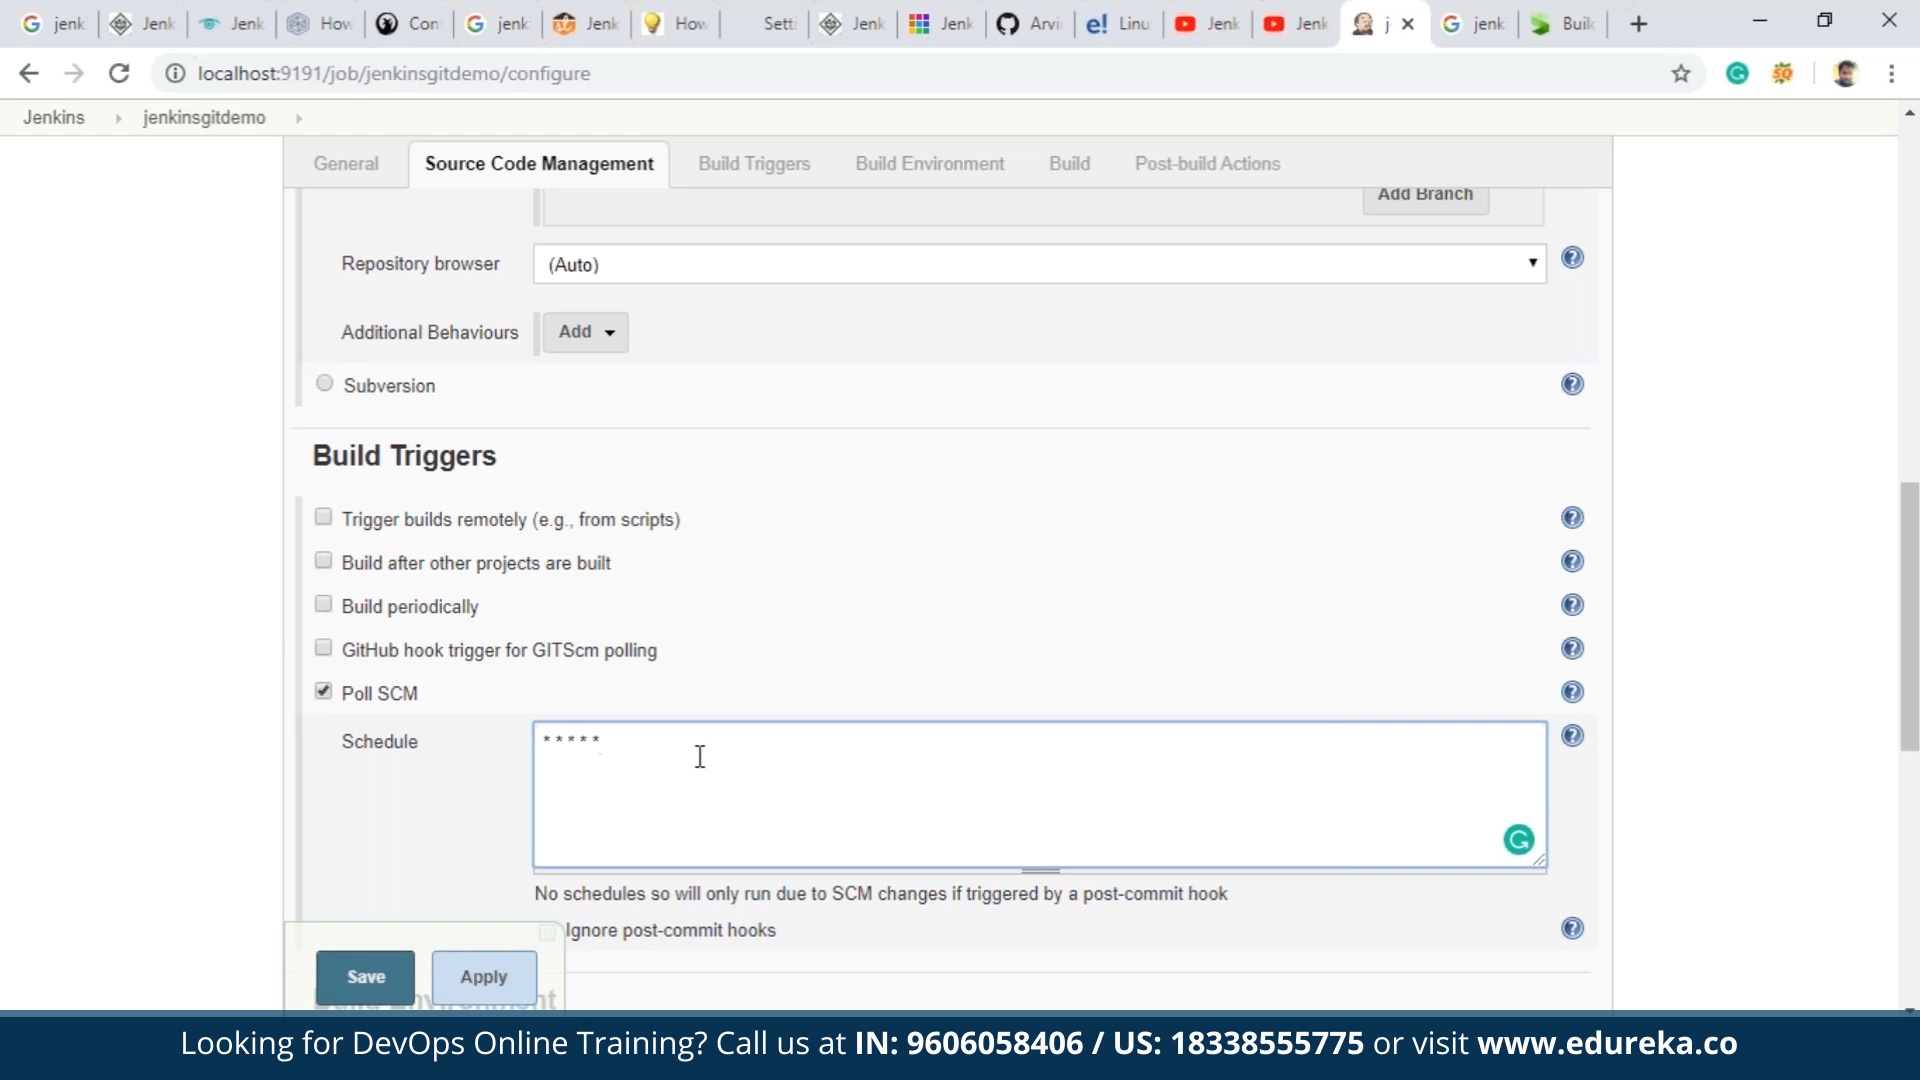 jenk
Jenk
Jenk
How
Con
jenk
Jenk
How
Setti
Jenk
Jenk
Arvi
e! Linu
Jenk
Jenk
j
jenk
Buil
localhost:9191/job/jenkinsgitdemo/configure
Jenkins
jenkinsgitdemo
General
Source Code Management
Build Triggers
Build Environment
Build
Post-build Actions
Add Branch
Repository browser
(Auto)
Additional Behaviours
Add
Subversion
Build Triggers
Trigger builds remotely (e.g., from scripts)
Build after other projects are built
Build periodically
GitHub hook trigger for GITScm polling
Poll SCM
Schedule
* * * * *
No schedules so will only run due to SCM changes if triggered by a post-commit hook
Ignore post-commit hooks
Save
Apply
Build Environment
Looking for DevOps Online Training? Call us at IN: 9606058406 / US: 18338555775 or visit www.edureka.co